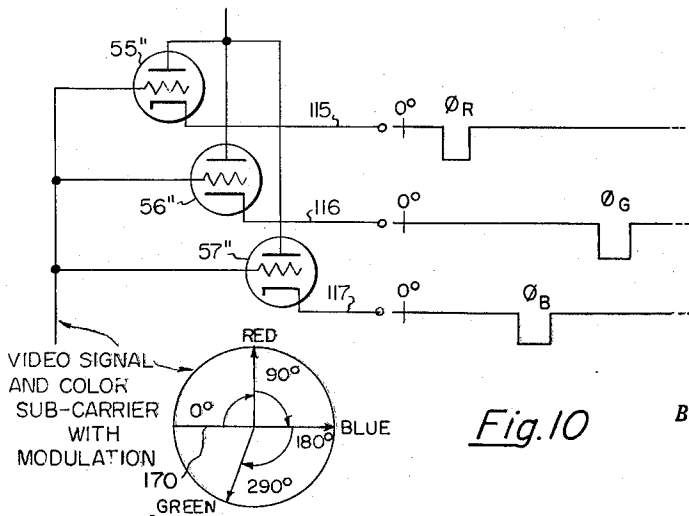 55"
115
0°
ØR
56"
116
0°
ØG
57"
117
0°
ØB
VIDEO SIGNAL
AND COLOR
SUB-CARRIER
WITH
MODULATION
RED
90°
0°
180°
BLUE
170
290°
GREEN
Fig.10
B